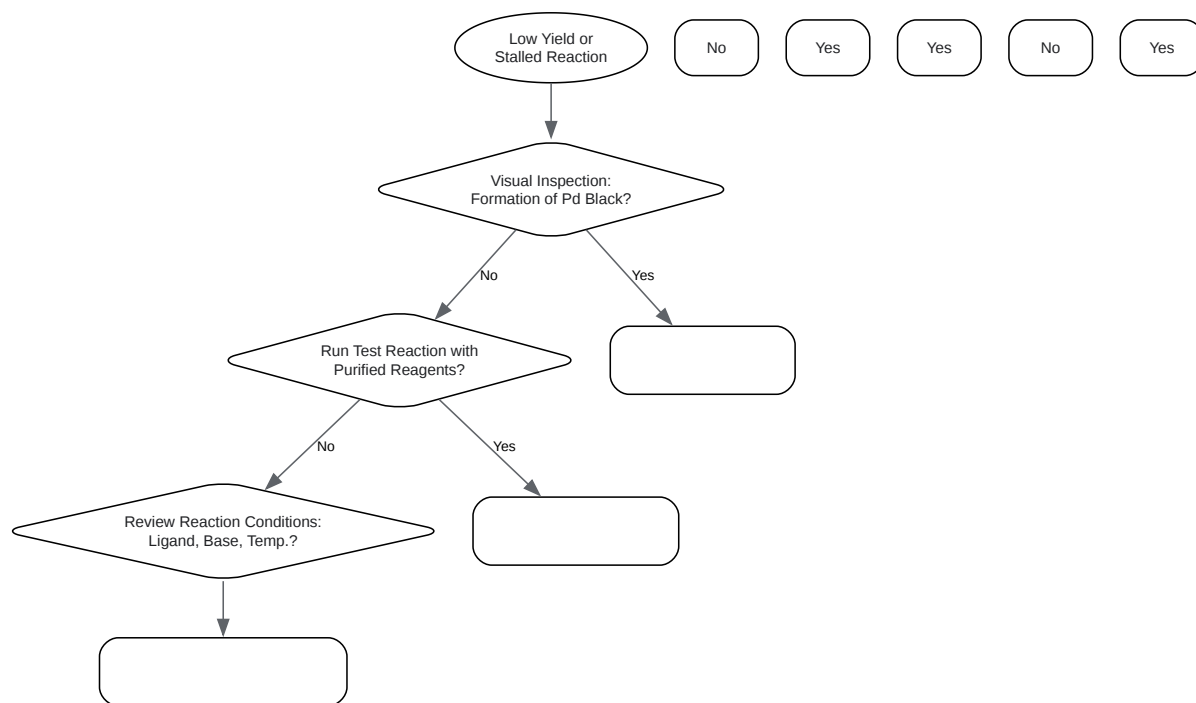 Low Yield or
Stalled Reaction
No
Yes
Yes
No
Yes
Visual Inspection:
Formation of Pd Black?
No
Yes
Run Test Reaction with
Purified Reagents?
No
Yes
Review Reaction Conditions:
Ligand, Base, Temp.?